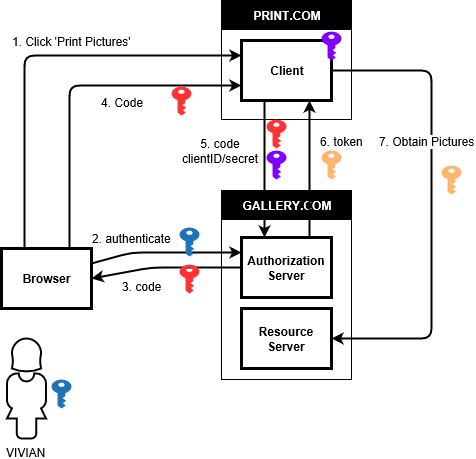 PRINT.COM
1. Click 'Print Pictures'
Client
4. Code
5. code
clientID/secret
6. token
7. Obtain Pictures
GALLERY.COM
2. authenticate
Authorization
Server
Browser
3. code
Resource
Server
VIVIAN